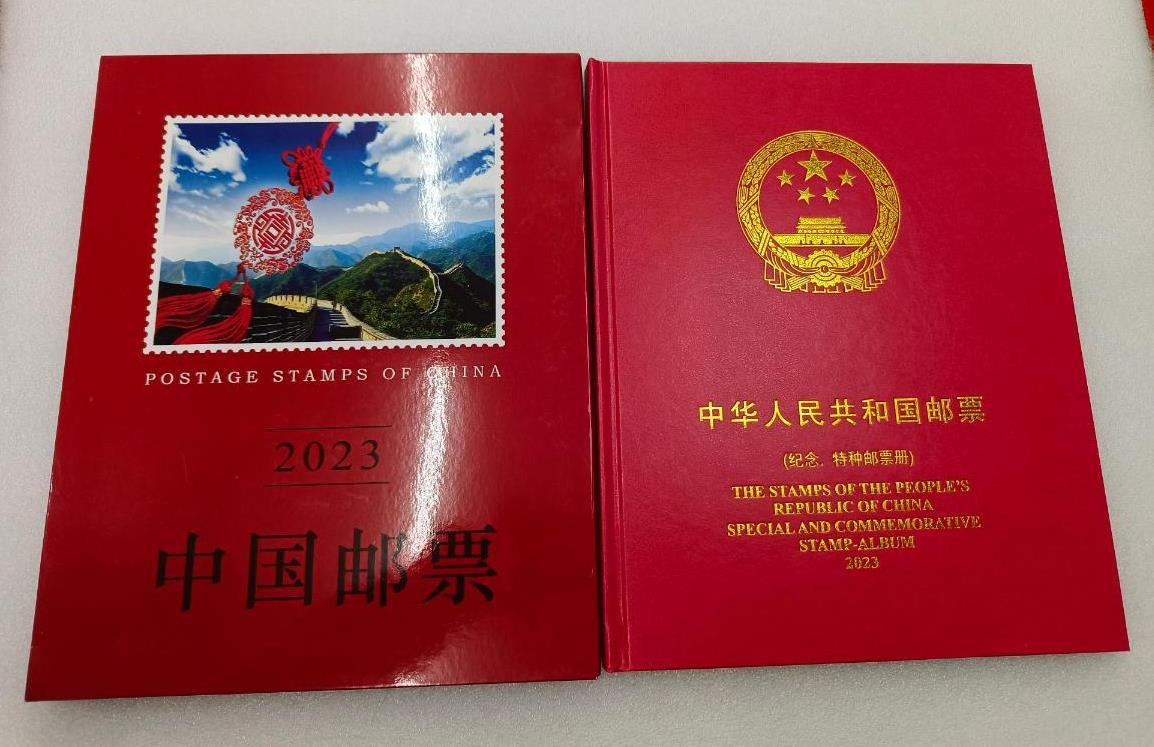 POSTAGE STAMPS OF CHINA
2023
中国邮票
中华人民共和国邮票
(纪念、特种邮票册)
THE STAMPS OF THE PEOPLE'S
REPUBLIC OF CHINA
SPECIAL AND COMMEMORATIVE
STAMP-ALBUM
2023